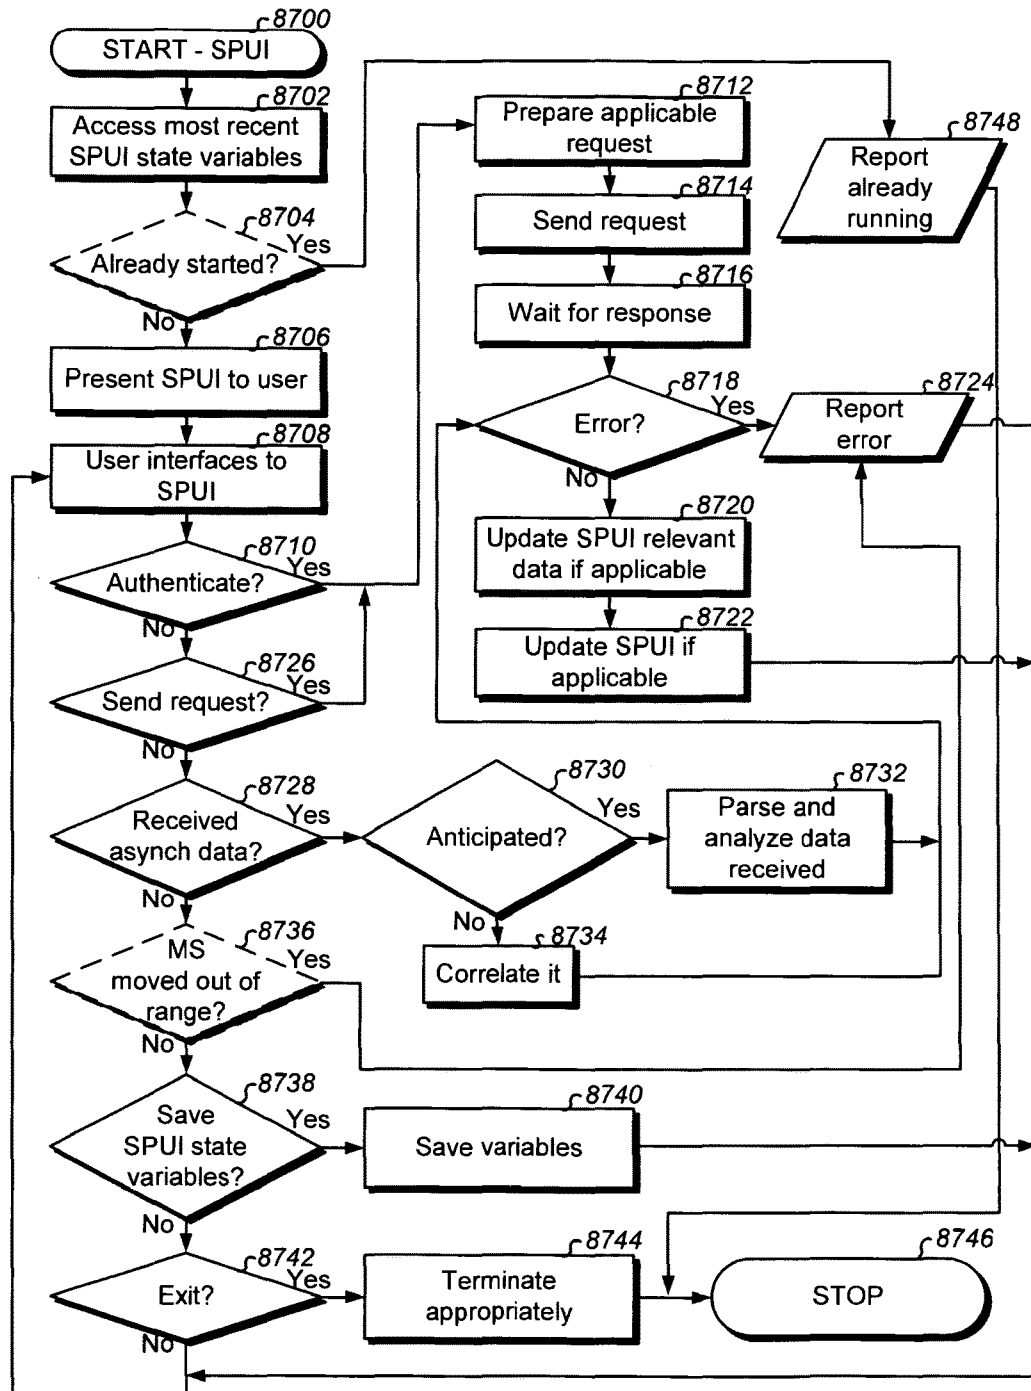 8700
START - SPUI
8702
Access most recent
SPUI state variables
8704
Yes
Already started?
No
8706
Present SPUI to user
8708
User interfaces to
SPUI
8710
Yes
Authenticate?
No
8726
Yes
Send request?
No
8728
Yes
Received
asynch data?
No
8736
Yes
MS
moved out of
range?
No
8738
Yes
Save
SPUI state
variables?
No
8742
Yes
Exit?
No
8712
Prepare applicable
request
8714
Send request
8716
Wait for response
8718
Yes
Error?
No
8720
Update SPUI relevant
data if applicable
8722
Update SPUI if
applicable
8724
Report
error
8748
Report
already
running
8730
Yes
Anticipated?
No
8732
Parse and
analyze data
received
8734
Correlate it
8740
Save variables
8744
Terminate
appropriately
8746
STOP